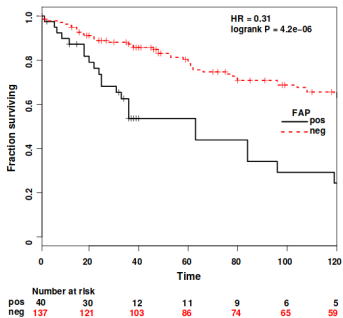 HR = 0.31
logrank P = 4.2e−06
FAP
pos
neg
Fraction surviving
1.0
0.8
0.6
0.4
0.2
0.0
0 20 40 60 80 100 120
Time
Number at risk
pos 40 30 12 11 9 6 5
neg 137 121 103 86 74 65 59